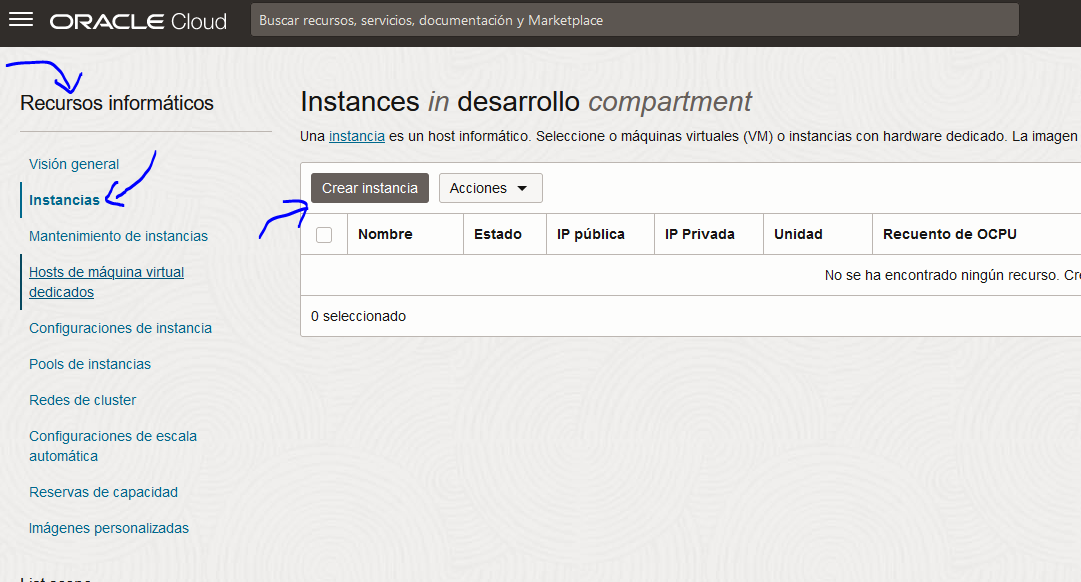 ORACLE Cloud
Buscar recursos, servicios, documentación y Marketplace
Recursos informáticos
Visión general
Instancias
Mantenimiento de instancias
Hosts de máquina virtual
dedicados
Configuraciones de instancia
Pools de instancias
Redes de cluster
Configuraciones de escala
automática
Reservas de capacidad
Imágenes personalizadas
Instances in desarrollo compartment
Una instancia es un host informático. Seleccione o máquinas virtuales (VM) o instancias con hardware dedicado. La imagen
Crear instancia
Acciones
Nombre
Estado
IP pública
IP Privada
Unidad
Recuento de OCPU
No se ha encontrado ningún recurso. Cre
0 seleccionado